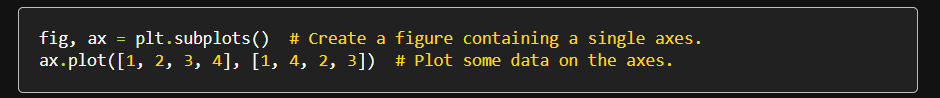 fig, ax = plt.subplots()  # Create a figure containing a single axes.
ax.plot([1, 2, 3, 4], [1, 4, 2, 3])  # Plot some data on the axes.